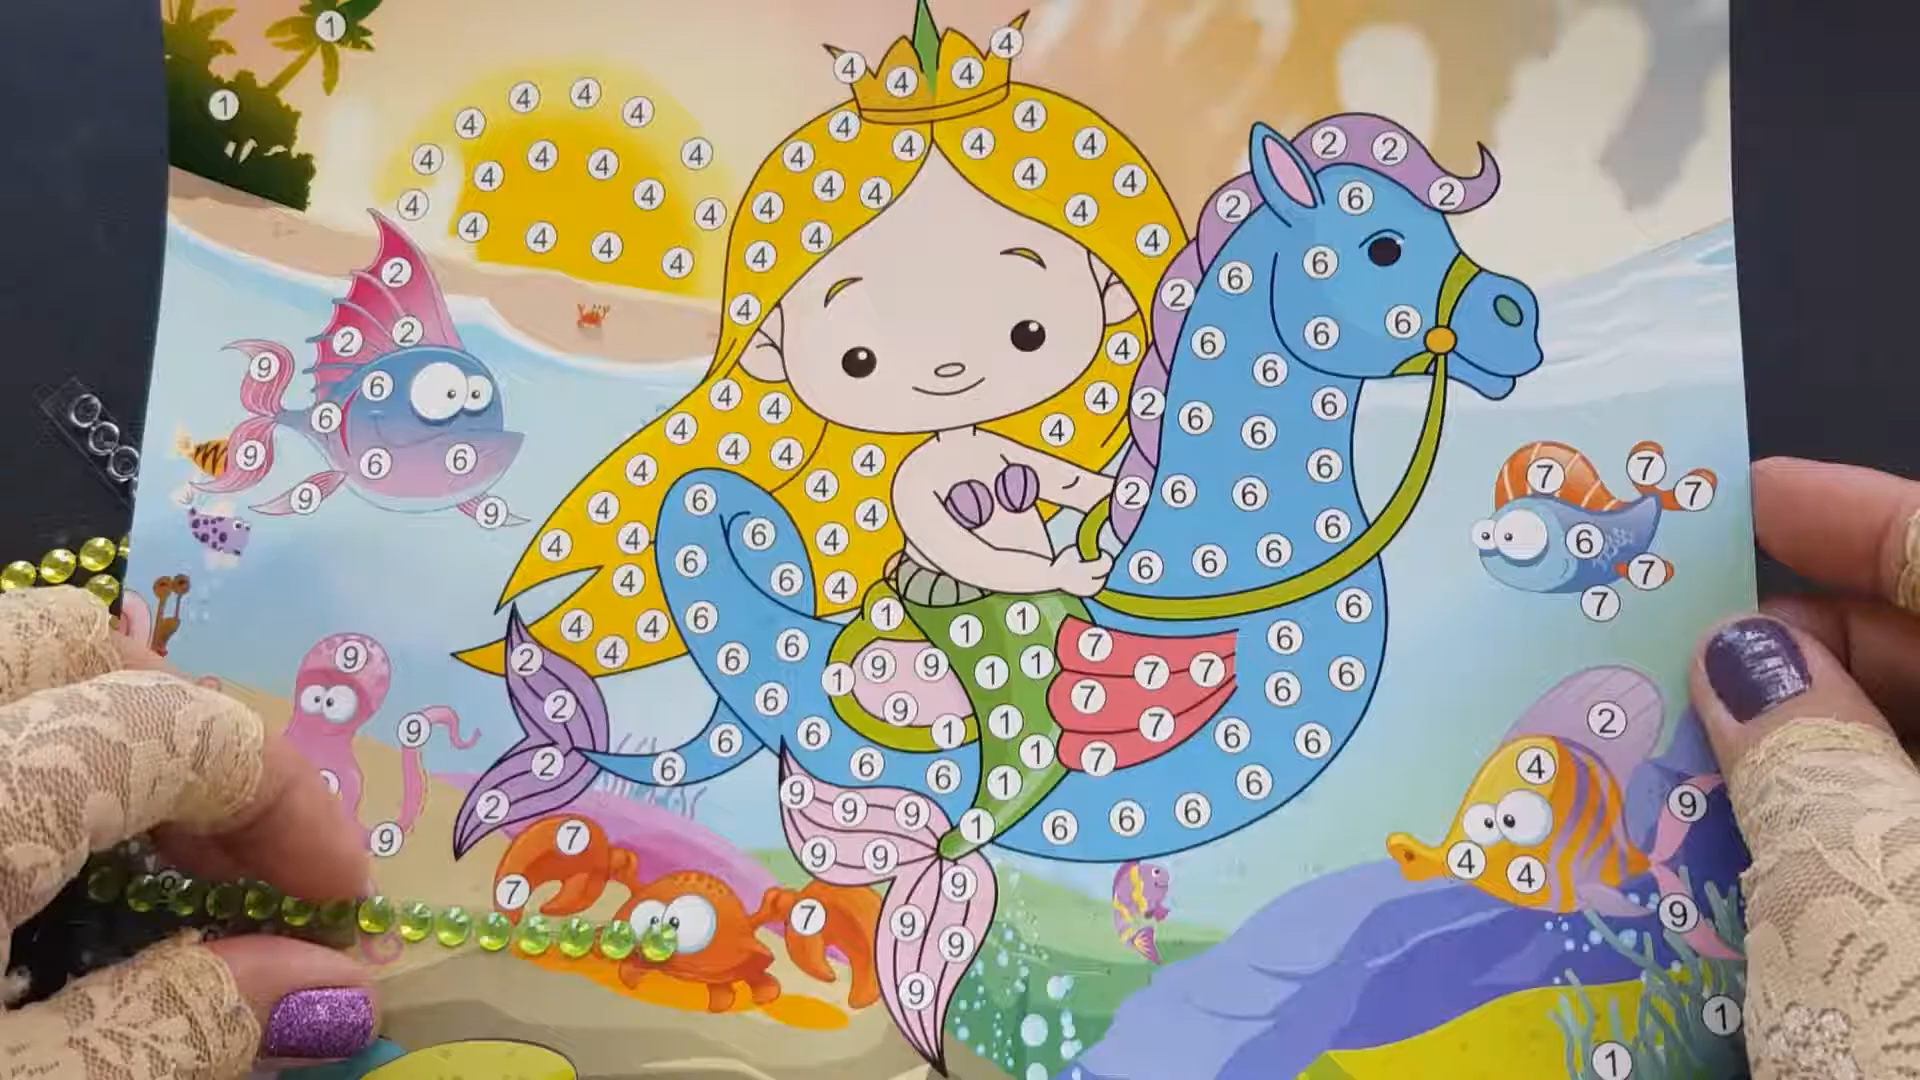 1
4 4 4 4
1
4 4 4
4 4 4 4
4 4 4 4 4 2 2
4 4 4 4 4 4 4
4 4 4 4 4 6 2
4 4 4 4 2
4 4 4 4 4 4
4 4 6
2 6 2
4
2 2 6 6 6
9 4 6
6 4 4 4 2 6
6 4 4 6 6
9 6 6 4 4 4 4 6 7 7
9 9 4 6 4 2 6 6 7
4 4 6 4 4 6 6
6 4 6 4 6 6 6 7
4 4 6 1 1 1 6 7
9 2 4 4 6 6 9 9 1 1 7 7 7 6 6
2 6 1 9 1 7 6 2
9 6 6 1 1 7 6 6
2 6 6 6 1 7 4
2 9 9 9 1 6 9
9 7 9 9 1 6 6 6 4 4
7 7 9 9 9 9
9 1
1